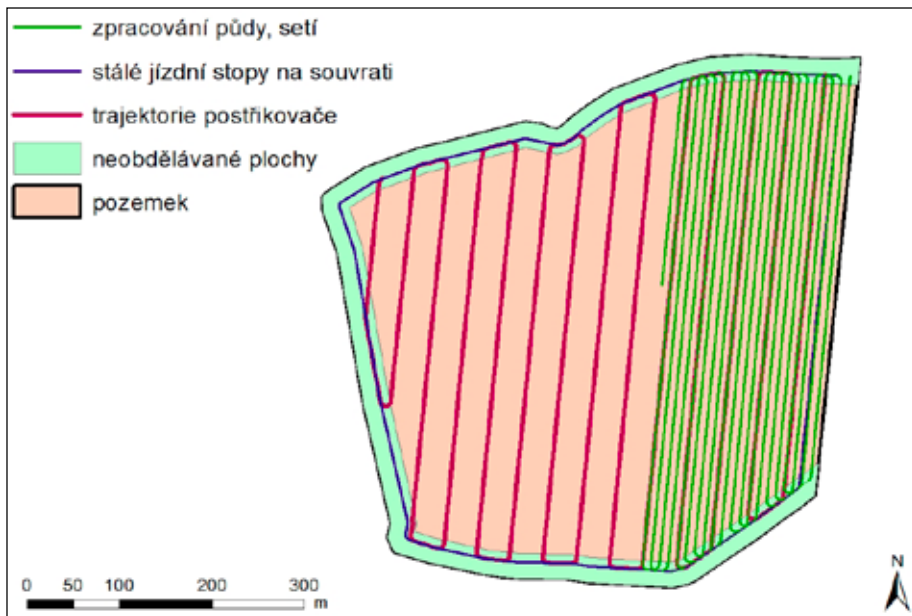 zpracování půdy, setí
stálé jízdní stopy na souvrati
trajektorie postřikovače
neobdělávané plochy
pozemek
0 50 100 200 300
m
N